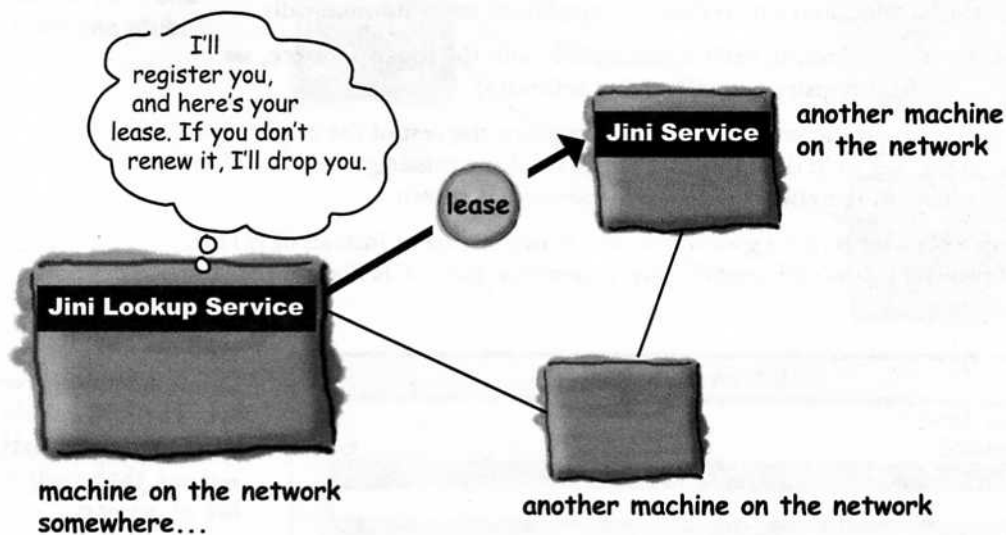 I'll
register you,
and here's your
lease. If you don't
renew it, I'll drop you.
Jini Service
another machine
on the network
lease
Jini Lookup Service
machine on the network
somewhere...
another machine on the network